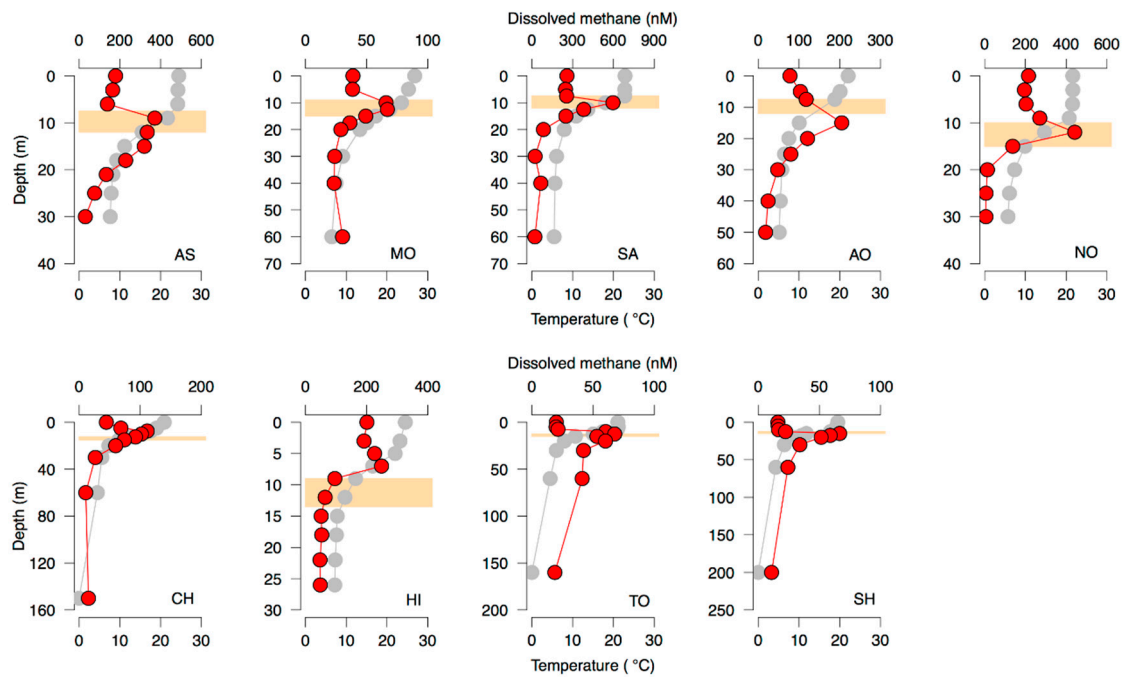 Dissolved methane (nM)
0 200 400 600 0 50 100 0 300 600 900 0 100 200 300 0 200 400 600
Depth (m)
0 0 0 0 0
10 10 10 10 10
20 20 20 20 20
30 30 30 30 30
40 40 40 40 40
50 50 50
60 60 60
70 70
AS MO SA AO NO
0 10 20 30 0 10 20 30 0 10 20 30 0 10 20 30 0 10 20 30
Temperature ( °C)
Dissolved methane (nM)
0 100 200 0 200 400 0 50 100 0 50 100
Depth (m)
0 0 0 0
40 5 50 50
80 10 100 100
120 15 150 150
160 20 200 200
25 250
30
CH HI TO SH
0 10 20 30 0 10 20 30 0 10 20 30 0 10 20 30
Temperature ( °C)